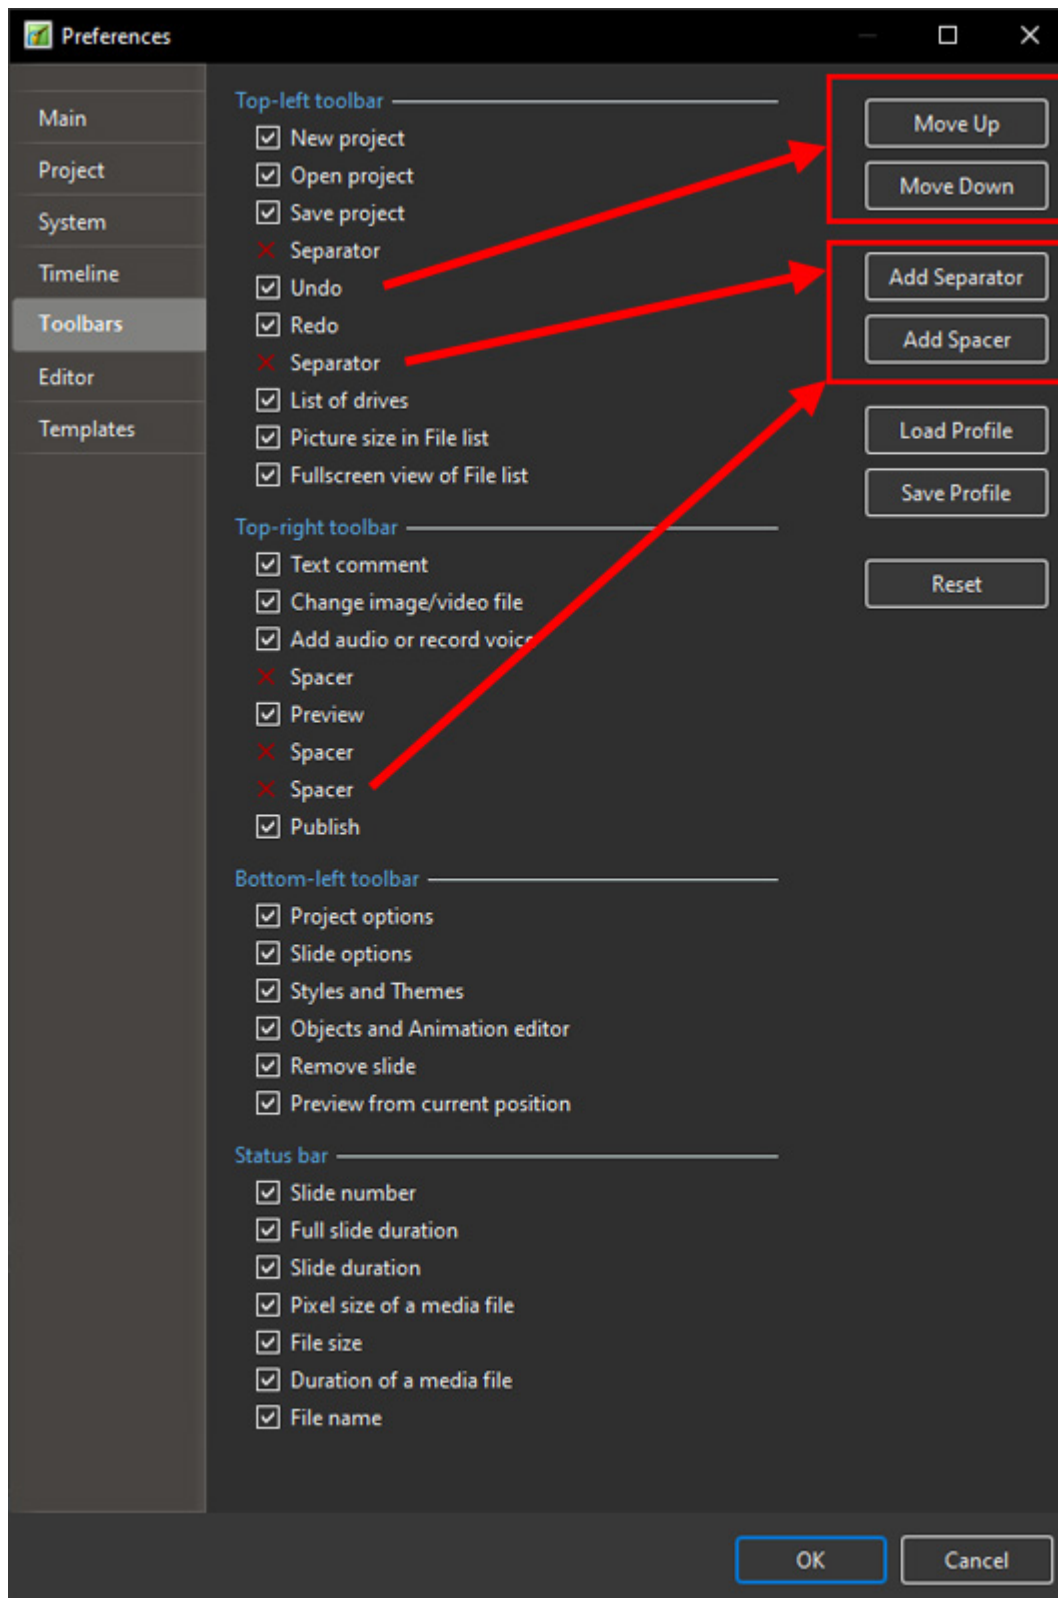 Preferences
Main
Project
System
Timeline
Toolbars
Editor
Templates
Top-left toolbar
New project
Open project
Save project
Separator
Undo
Redo
Separator
List of drives
Picture size in File list
Fullscreen view of File list
Top-right toolbar
Text comment
Change image/video file
Add audio or record voice
Spacer
Preview
Spacer
Spacer
Publish
Bottom-left toolbar
Project options
Slide options
Styles and Themes
Objects and Animation editor
Remove slide
Preview from current position
Status bar
Slide number
Full slide duration
Slide duration
Pixel size of a media file
File size
Duration of a media file
File name
Move Up
Move Down
Add Separator
Add Spacer
Load Profile
Save Profile
Reset
OK
Cancel